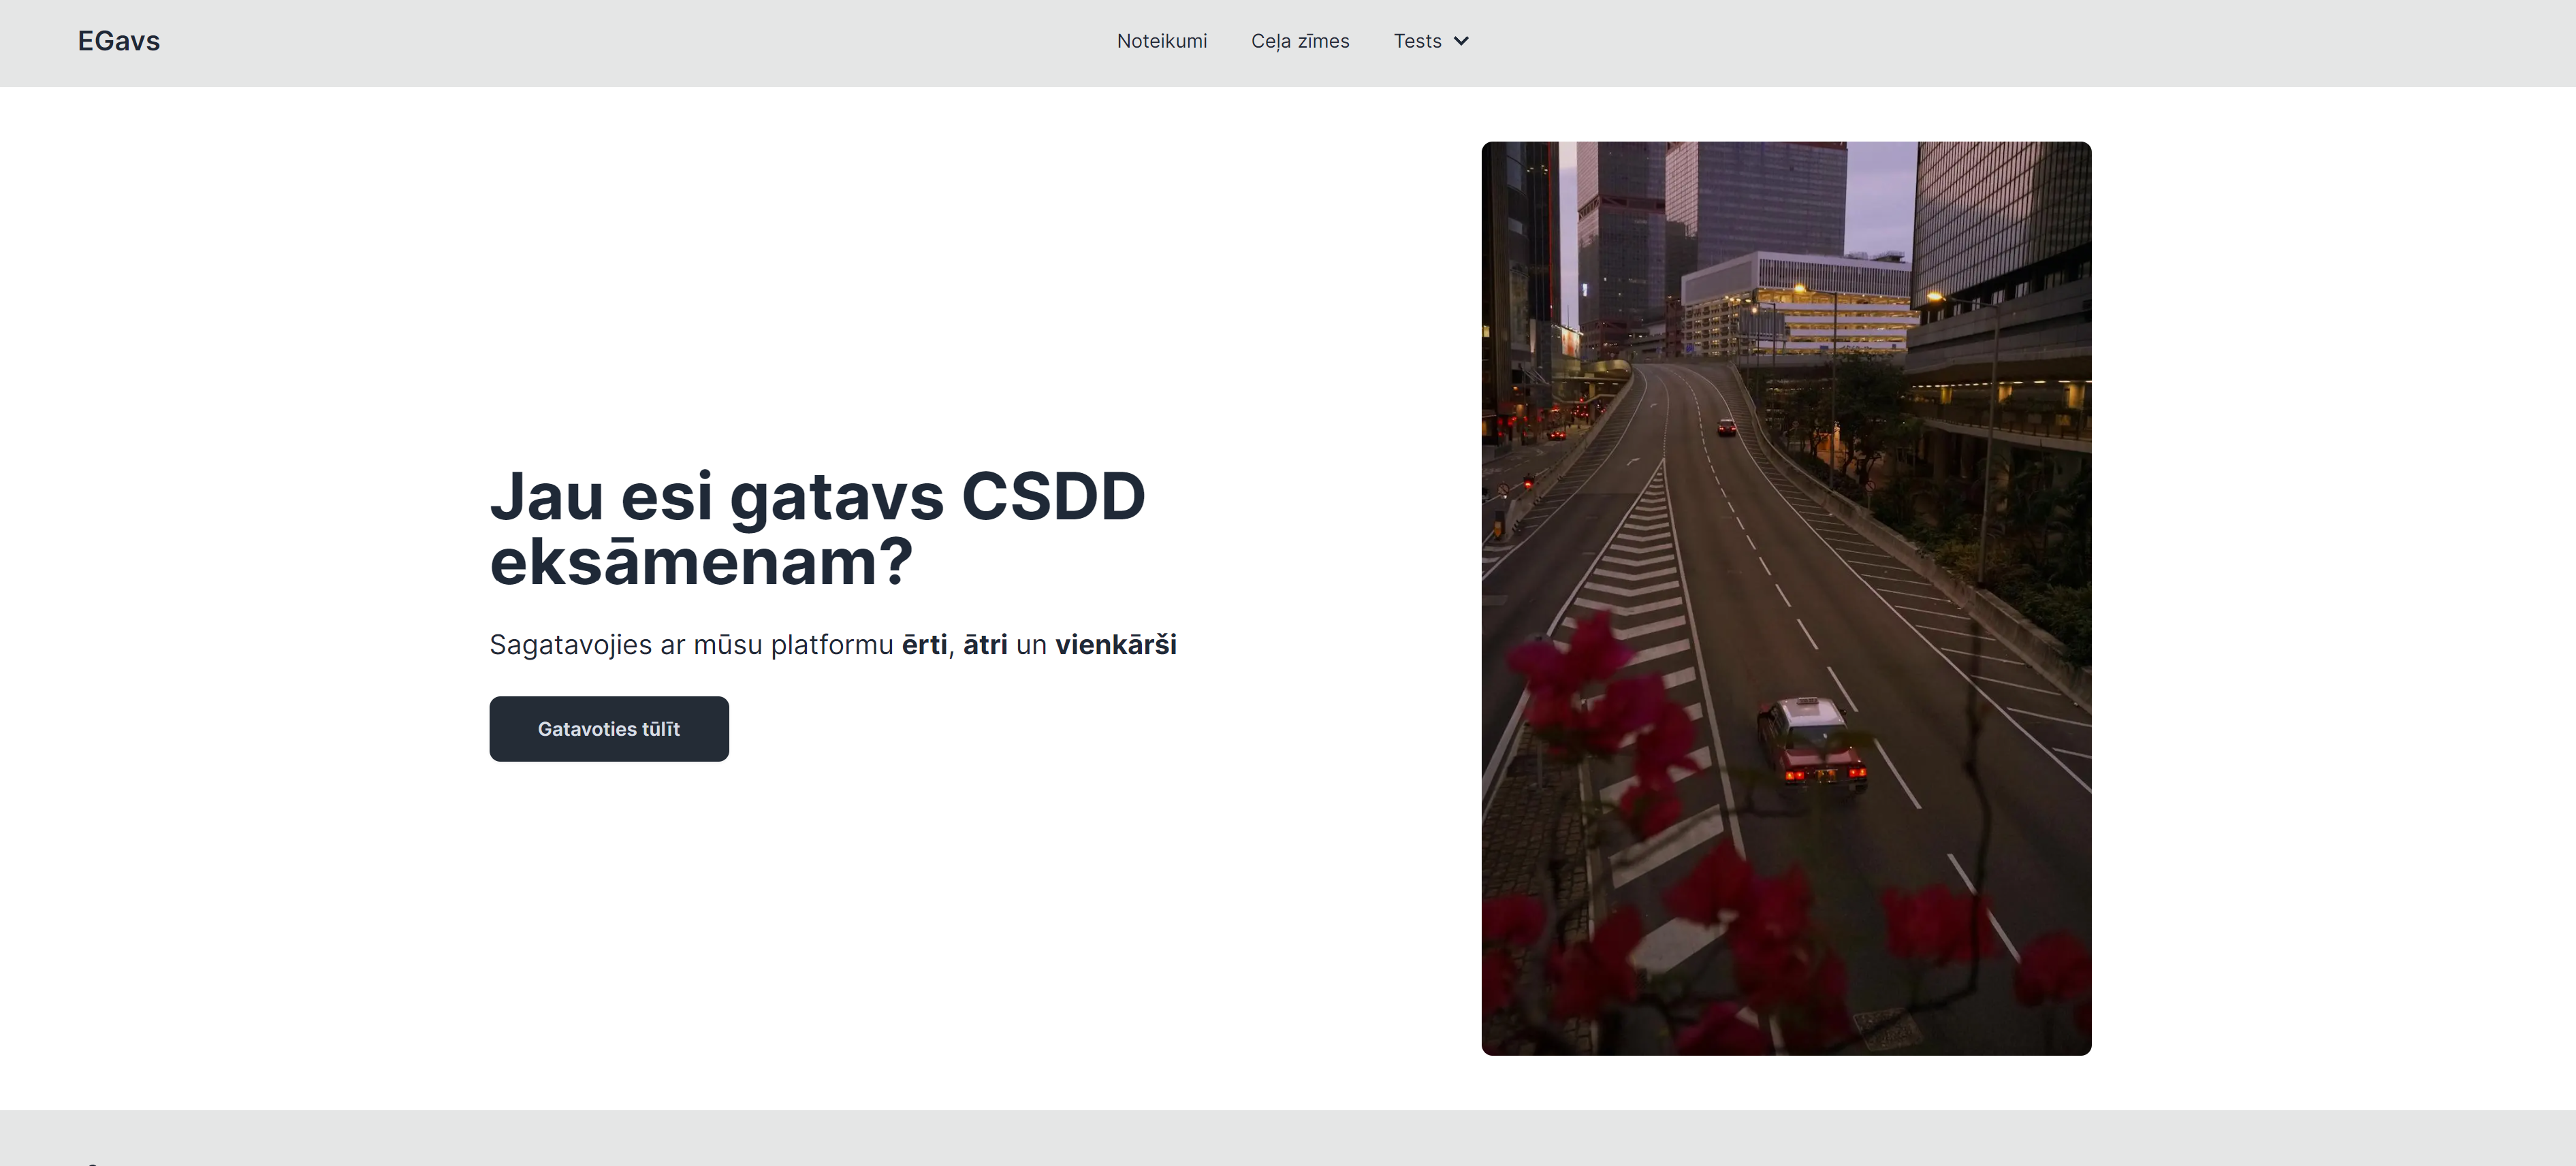 EGavs
Noteikumi
Ceļa zīmes
Tests
Jau esi gatavs CSDD
eksāmenam?
Sagatavojies ar mūsu platformu ērti, ātri un vienkārši
Gatavoties tūlīt